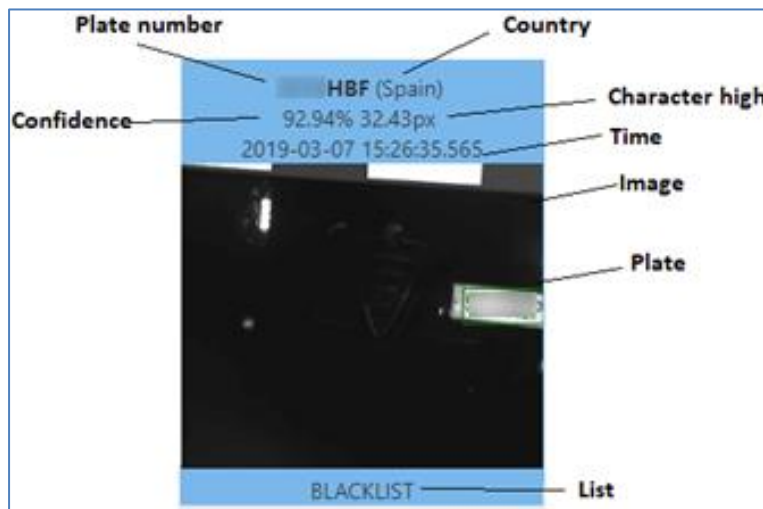 Plate number
Country
HBF (Spain)
Confidence
92.94% 32.43px
Character high
2019-03-07 15:26:35.565
Time
Image
Plate
BLACKLIST
List